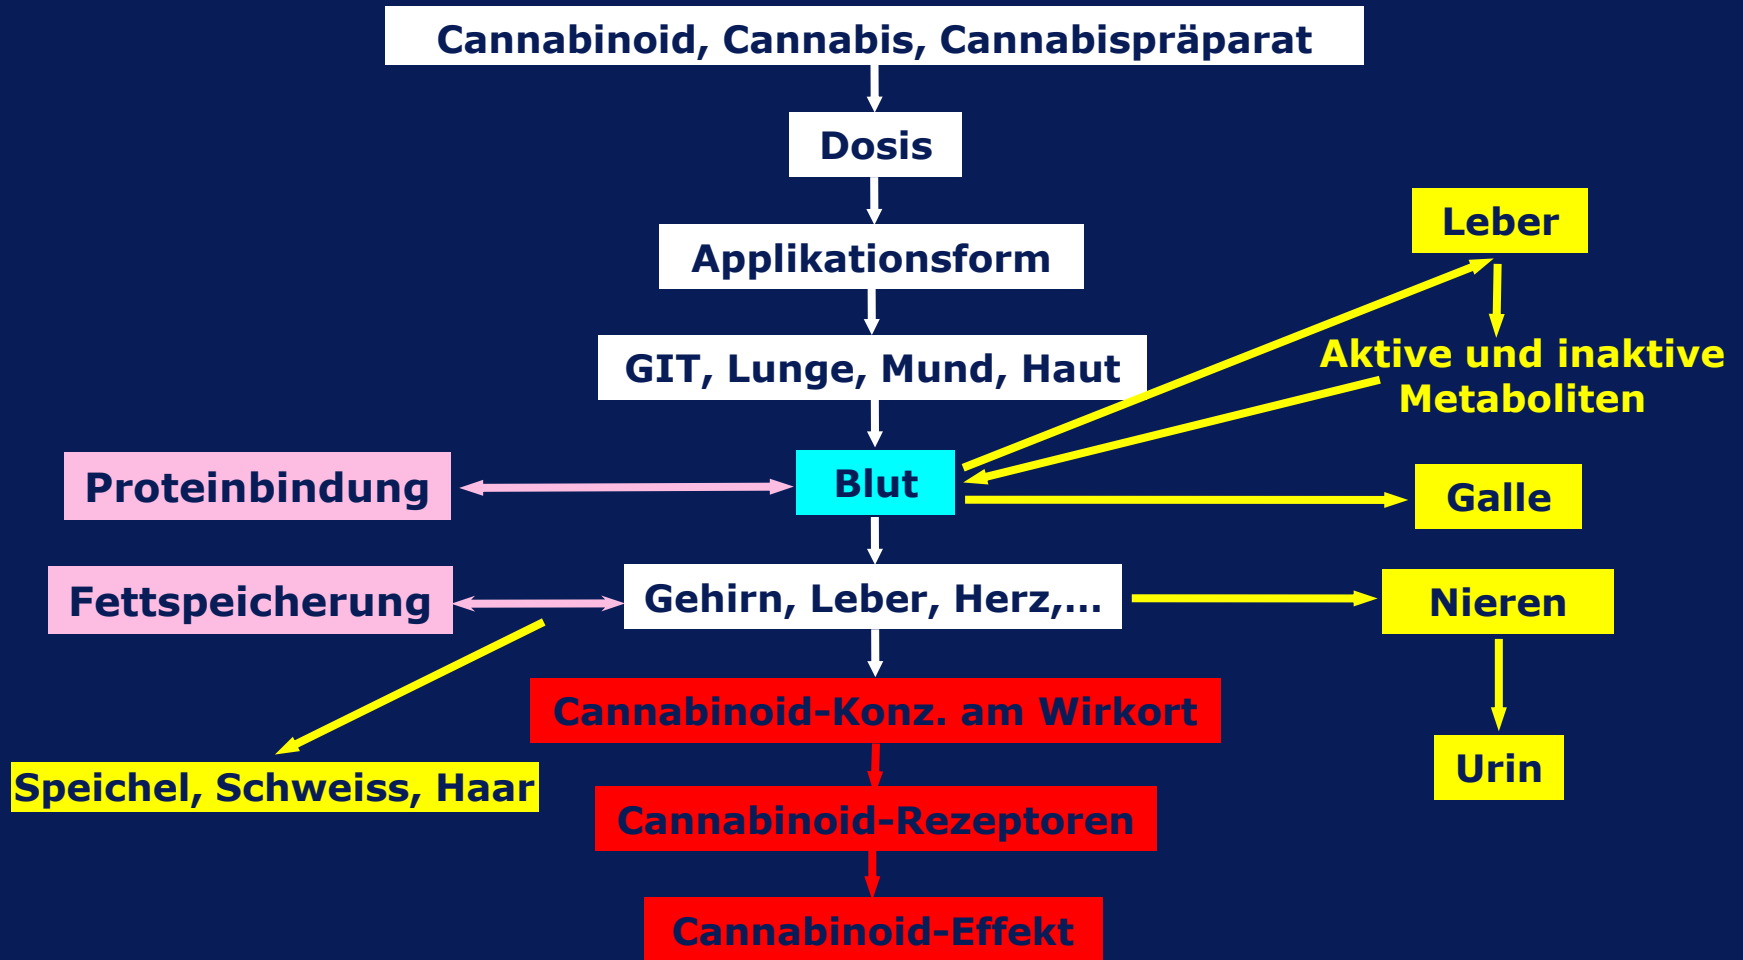 Cannabinoid, Cannabis, Cannabispräparat
Dosis
Leber
Applikationsform
GIT, Lunge, Mund, Haut
Aktive und inaktive
Metaboliten
Proteinbindung
Blut
Galle
Fettspeicherung
Gehirn, Leber, Herz,...
Nieren
Cannabinoid-Konz. am Wirkort
Urin
Speichel, Schweiss, Haar
Cannabinoid-Rezeptoren
Cannabinoid-Effekt